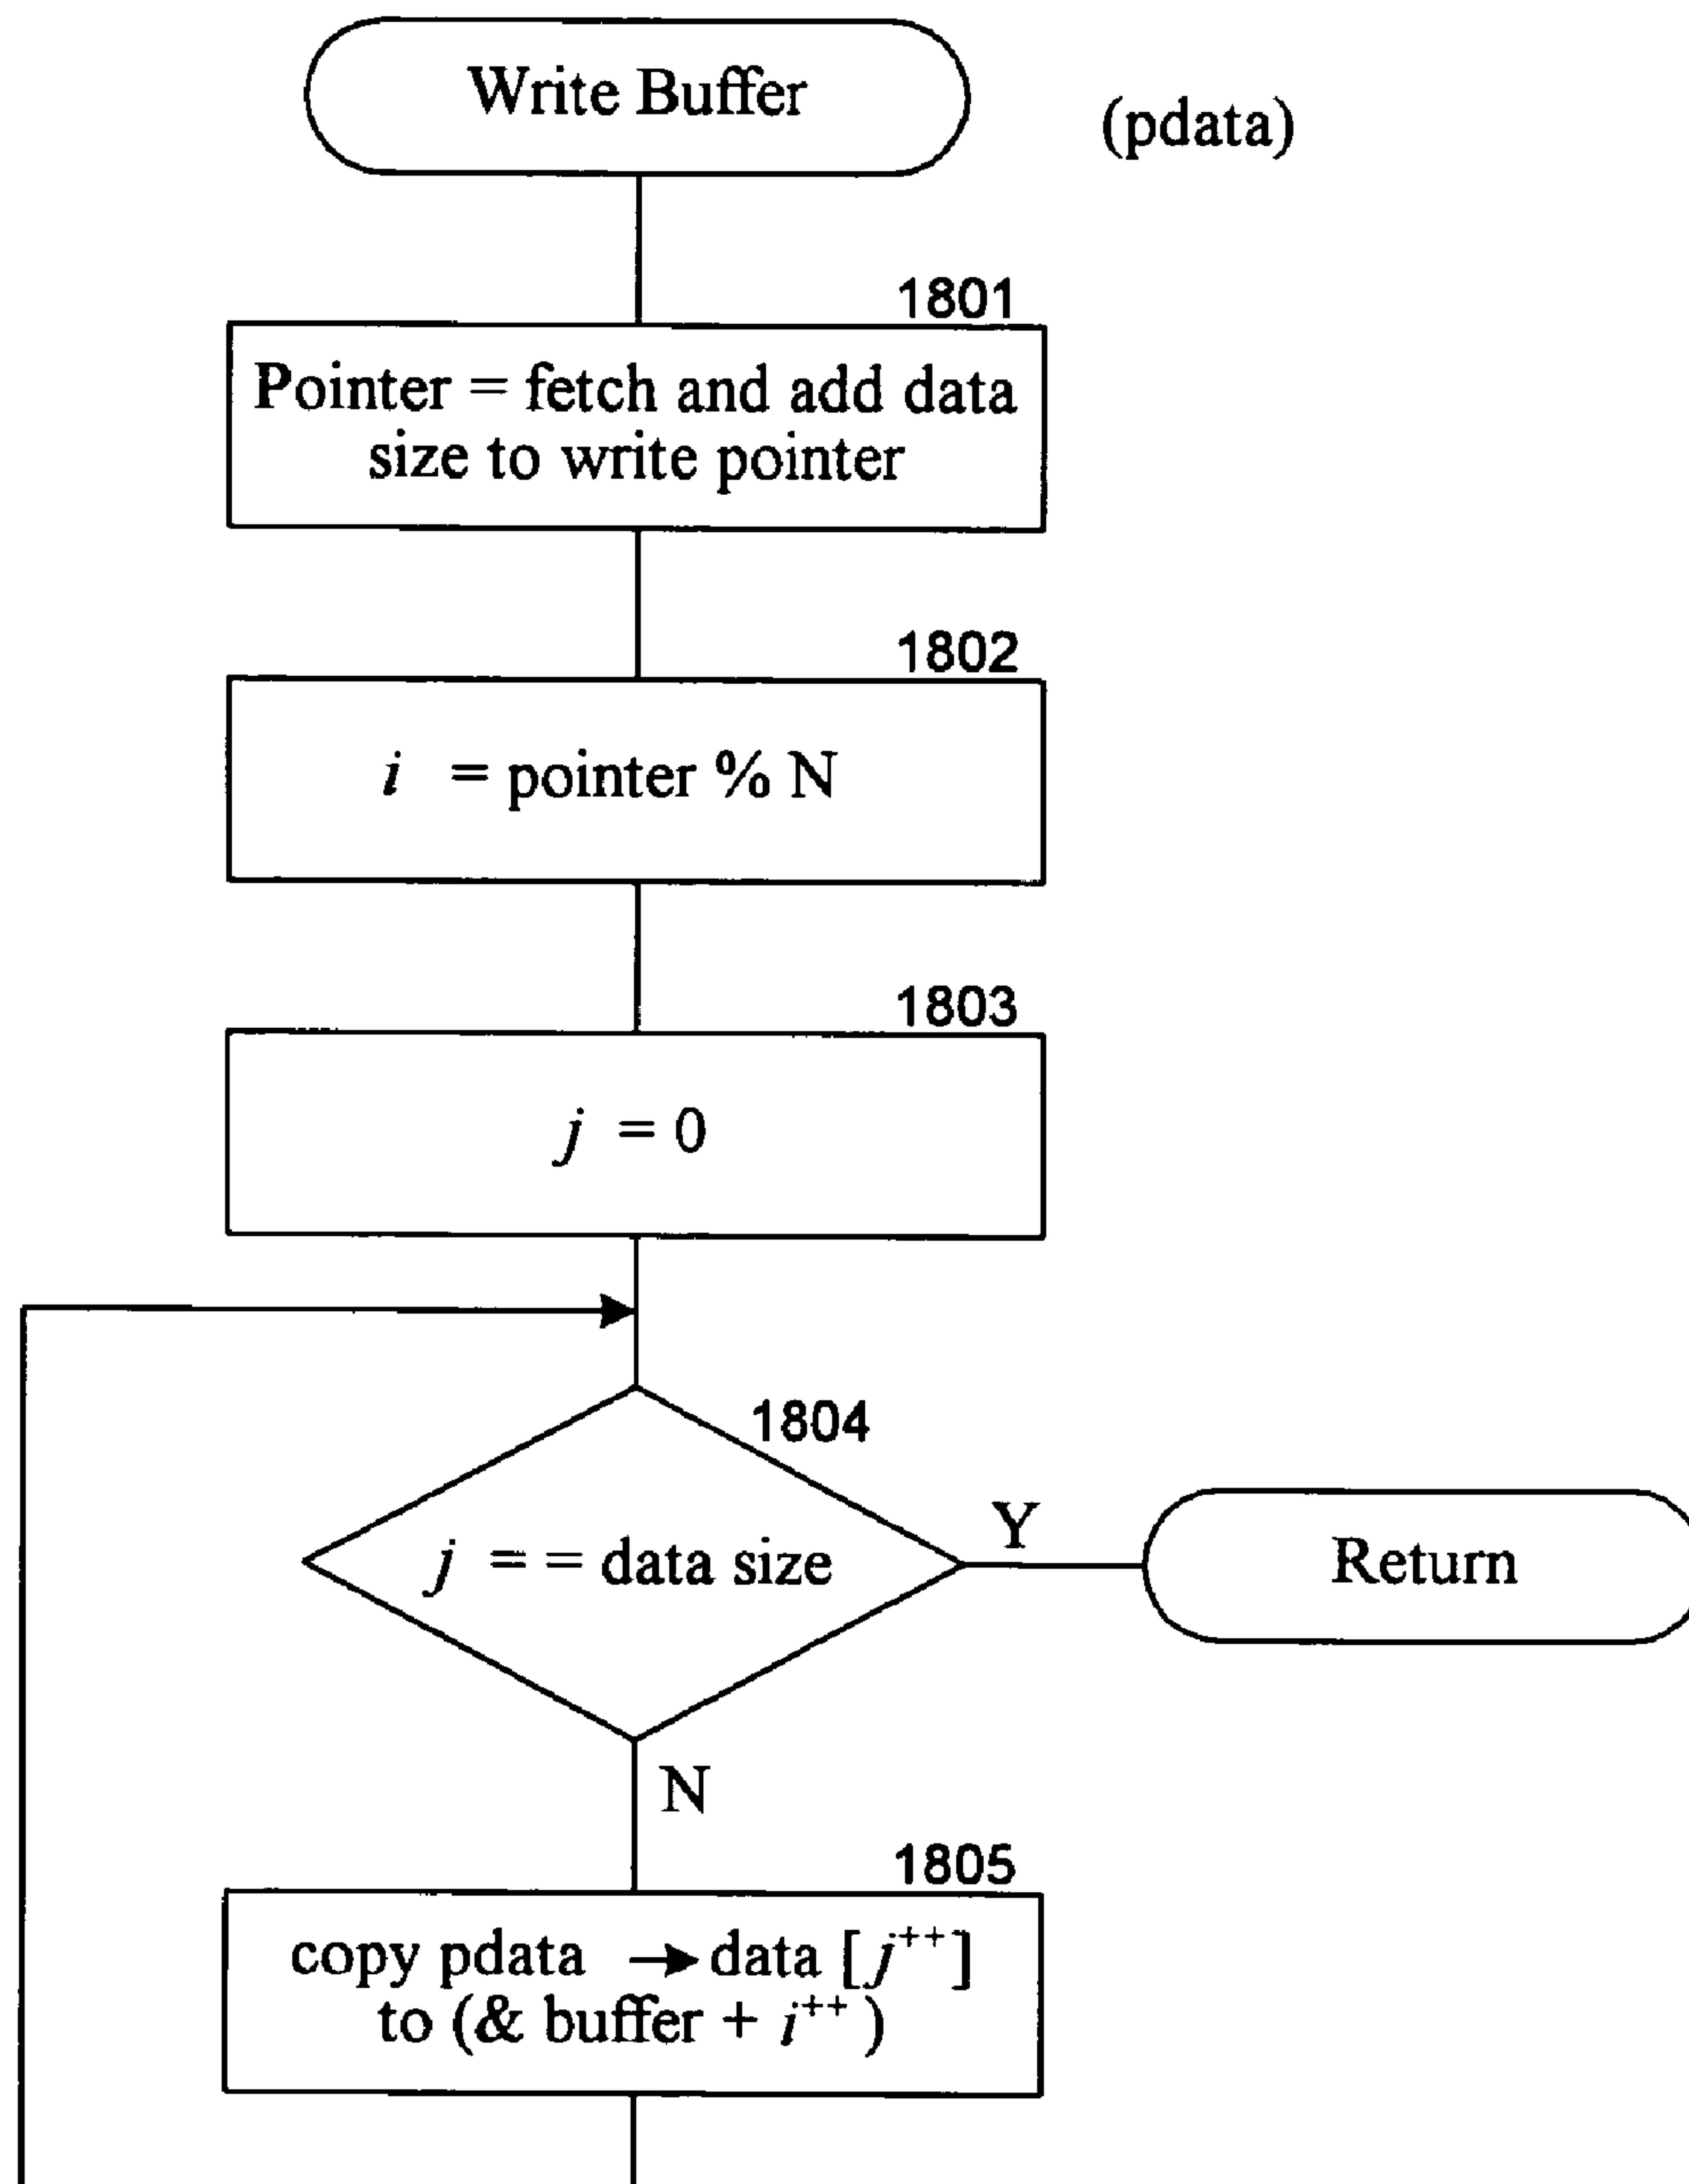 Write Buffer
(pdata)
1801
Pointer = fetch and add data
size to write pointer
1802
i = pointer % N
1803
j = 0
1804
j = = data size
Y
Return
N
1805
copy pdata → data [j++]
to (& buffer + i++)